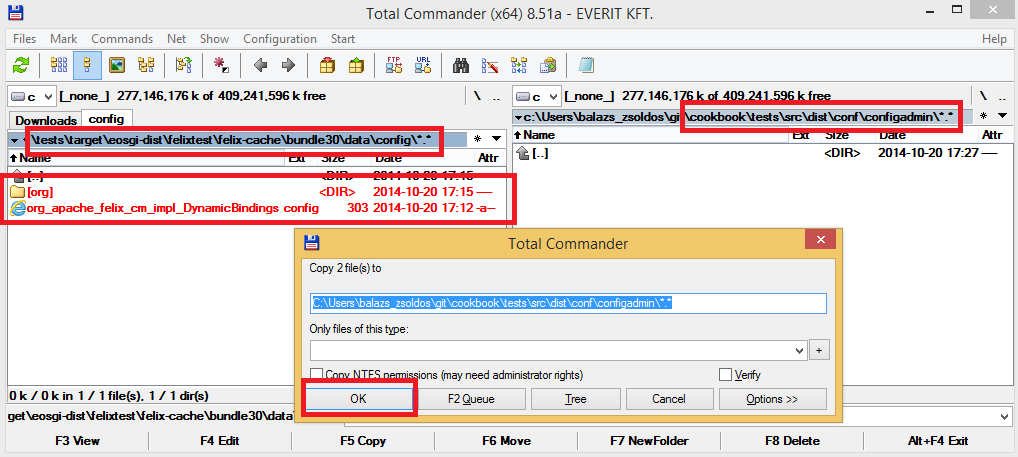 Total Commander (x64) 8.51a - EVERIT KFT.
Files Mark Commands Net Show Configuration Start Help
FTP URL
c [_none_] 277,146,176 k of 409,241,596 k free \ ..
c [_none_] 277,146,176 k of 409,241,596 k free \ ..
Downloads config
\tests\target\eosgi-dist\felixtest\felix-cache\bundle30\data\config\*.* *
c:\Users\balazs_zsoldos\git\cookbook\tests\src\dist\conf\configadmin\*.* *
Name Ext Size Date Attr
Name Ext Size Date Attr
[..] <DIR> 2014-10-20 17:15
[..] <DIR> 2014-10-20 17:27 ----
[org] <DIR> 2014-10-20 17:15 ----
org_apache_felix_cm_impl_DynamicBindings config 303 2014-10-20 17:12 -a--
Total Commander
Copy 2 file(s) to
C:\Users\balazs_zsoldos\git\cookbook\tests\src\dist\conf\configadmin\*.*
Only files of this type:
+
Copy NTFS permissions (may need administrator rights) Verify
OK F2 Queue Tree Cancel Options >>
0 k / 0 k in 1 / 1 file(s), 1 / 1 dir(s)
get\eosgi-dist\felixtest\felix-cache\bundle30\data\
F3 View F4 Edit F5 Copy F6 Move F7 NewFolder F8 Delete Alt+F4 Exit